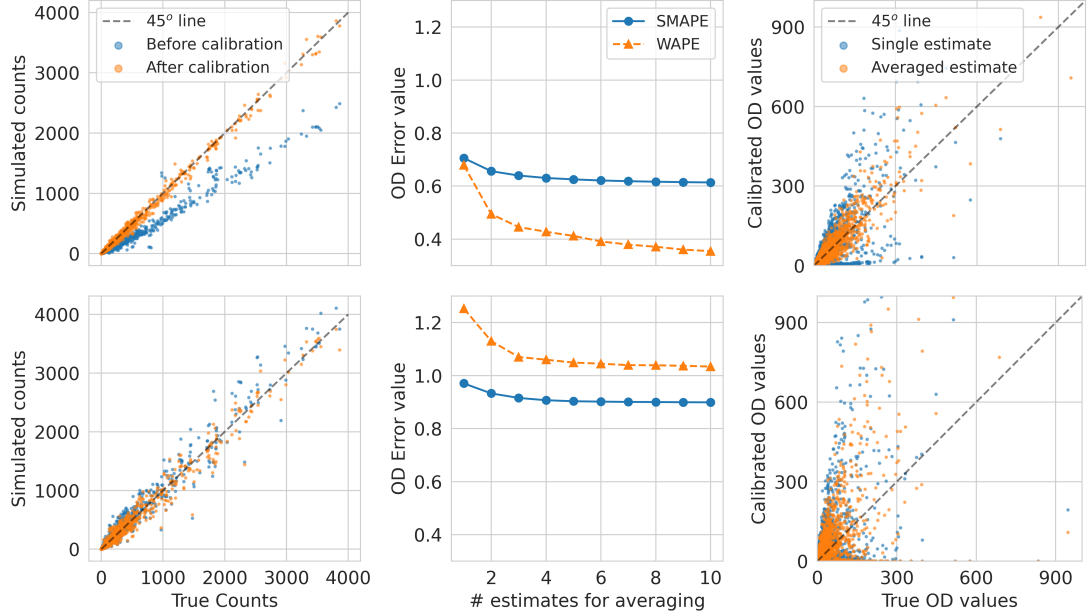 Simulated counts
4000
3000
2000
1000
0
45° line
Before calibration
After calibration
OD Error value
1.2
1.0
0.8
0.6
0.4
SMAPE
WAPE
Calibrated OD values
900
600
300
0
45° line
Single estimate
Averaged estimate
Simulated counts
4000
3000
2000
1000
0
0 1000 2000 3000 4000
True Counts
OD Error value
1.2
1.0
0.8
0.6
0.4
2 4 6 8 10
# estimates for averaging
Calibrated OD values
900
600
300
0
0 300 600 900
True OD values